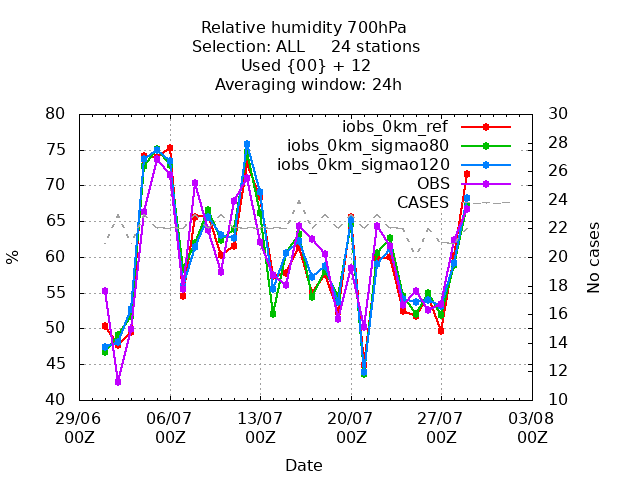 Relative humidity 700hPa
Selection: ALL 24 stations
Used {00} + 12
Averaging window: 24h
80 30
iobs_0km_ref
75 28
iobs_0km_sigmao80
iobs_0km_sigmao120
26
70 OBS
24
CASES
65 22
60 20
% No cases
55 18
16
50
14
45 12
40 10
29/06 06/07 13/07 20/07 27/07 03/08
00Z 00Z 00Z 00Z 00Z 00Z
Date